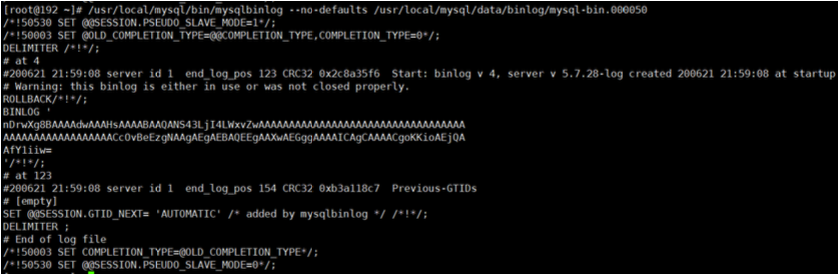 [root@192 ~]# /usr/local/mysql/bin/mysqlbinlog --no-defaults /usr/local/mysql/data/binlog/mysql-bin.000050
/*!50530 SET @@SESSION.PSEUDO_SLAVE_MODE=1*/;
/*!50003 SET @OLD_COMPLETION_TYPE=@@COMPLETION_TYPE,COMPLETION_TYPE=0*/;
DELIMITER /*!*/;
# at 4
#200621 21:59:08 server id 1  end_log_pos 123 CRC32 0x2c8a35f6  Start: binlog v 4, server v 5.7.28-log created 200621 21:59:08 at startup
# Warning: this binlog is either in use or was not closed properly.
ROLLBACK/*!*/;
BINLOG '
nDrwXg8BAAAAdwAAAHsAAAABAAQANS43LjI4LWxvZwAAAAAAAAAAAAAAAAAAAAAAAAAAAAAAAAAA
AAAAAAAAAAAAAAAAAACcOvBeEzgNAAgAEgAEBAQEEgAAXwAEGggAAAAICAgCAAAACgoKKioAEjQA
AfY1iiw=
'/*!*/;
# at 123
#200621 21:59:08 server id 1  end_log_pos 154 CRC32 0xb3a118c7  Previous-GTIDs
# [empty]
SET @@SESSION.GTID_NEXT= 'AUTOMATIC' /* added by mysqlbinlog */ /*!*/;
DELIMITER ;
# End of log file
/*!50003 SET COMPLETION_TYPE=@OLD_COMPLETION_TYPE*/;
/*!50530 SET @@SESSION.PSEUDO_SLAVE_MODE=0*/;